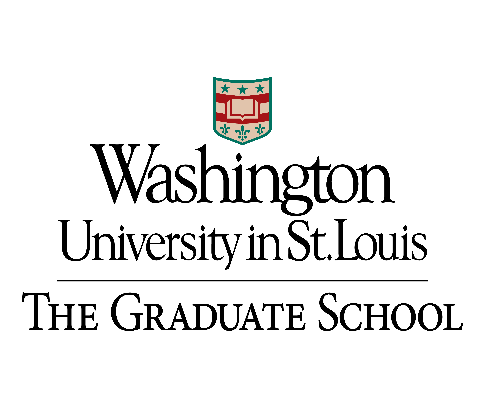 Washington
University in St. Louis
THE GRADUATE SCHOOL